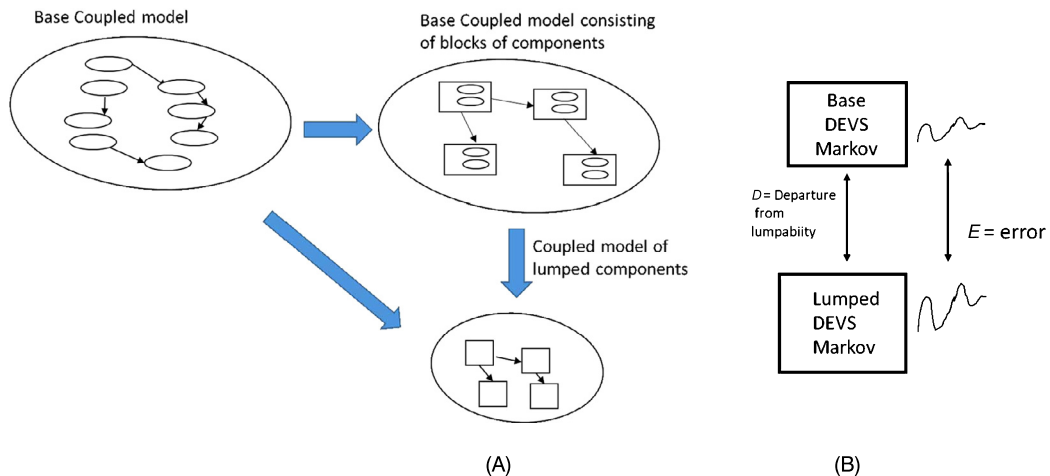 Base Coupled model
Base Coupled model consisting
of blocks of components
Coupled model of
lumped components
(A)
Base
DEVS
Markov
D = Departure
from
lumpabiity
E = error
Lumped
DEVS
Markov
(B)